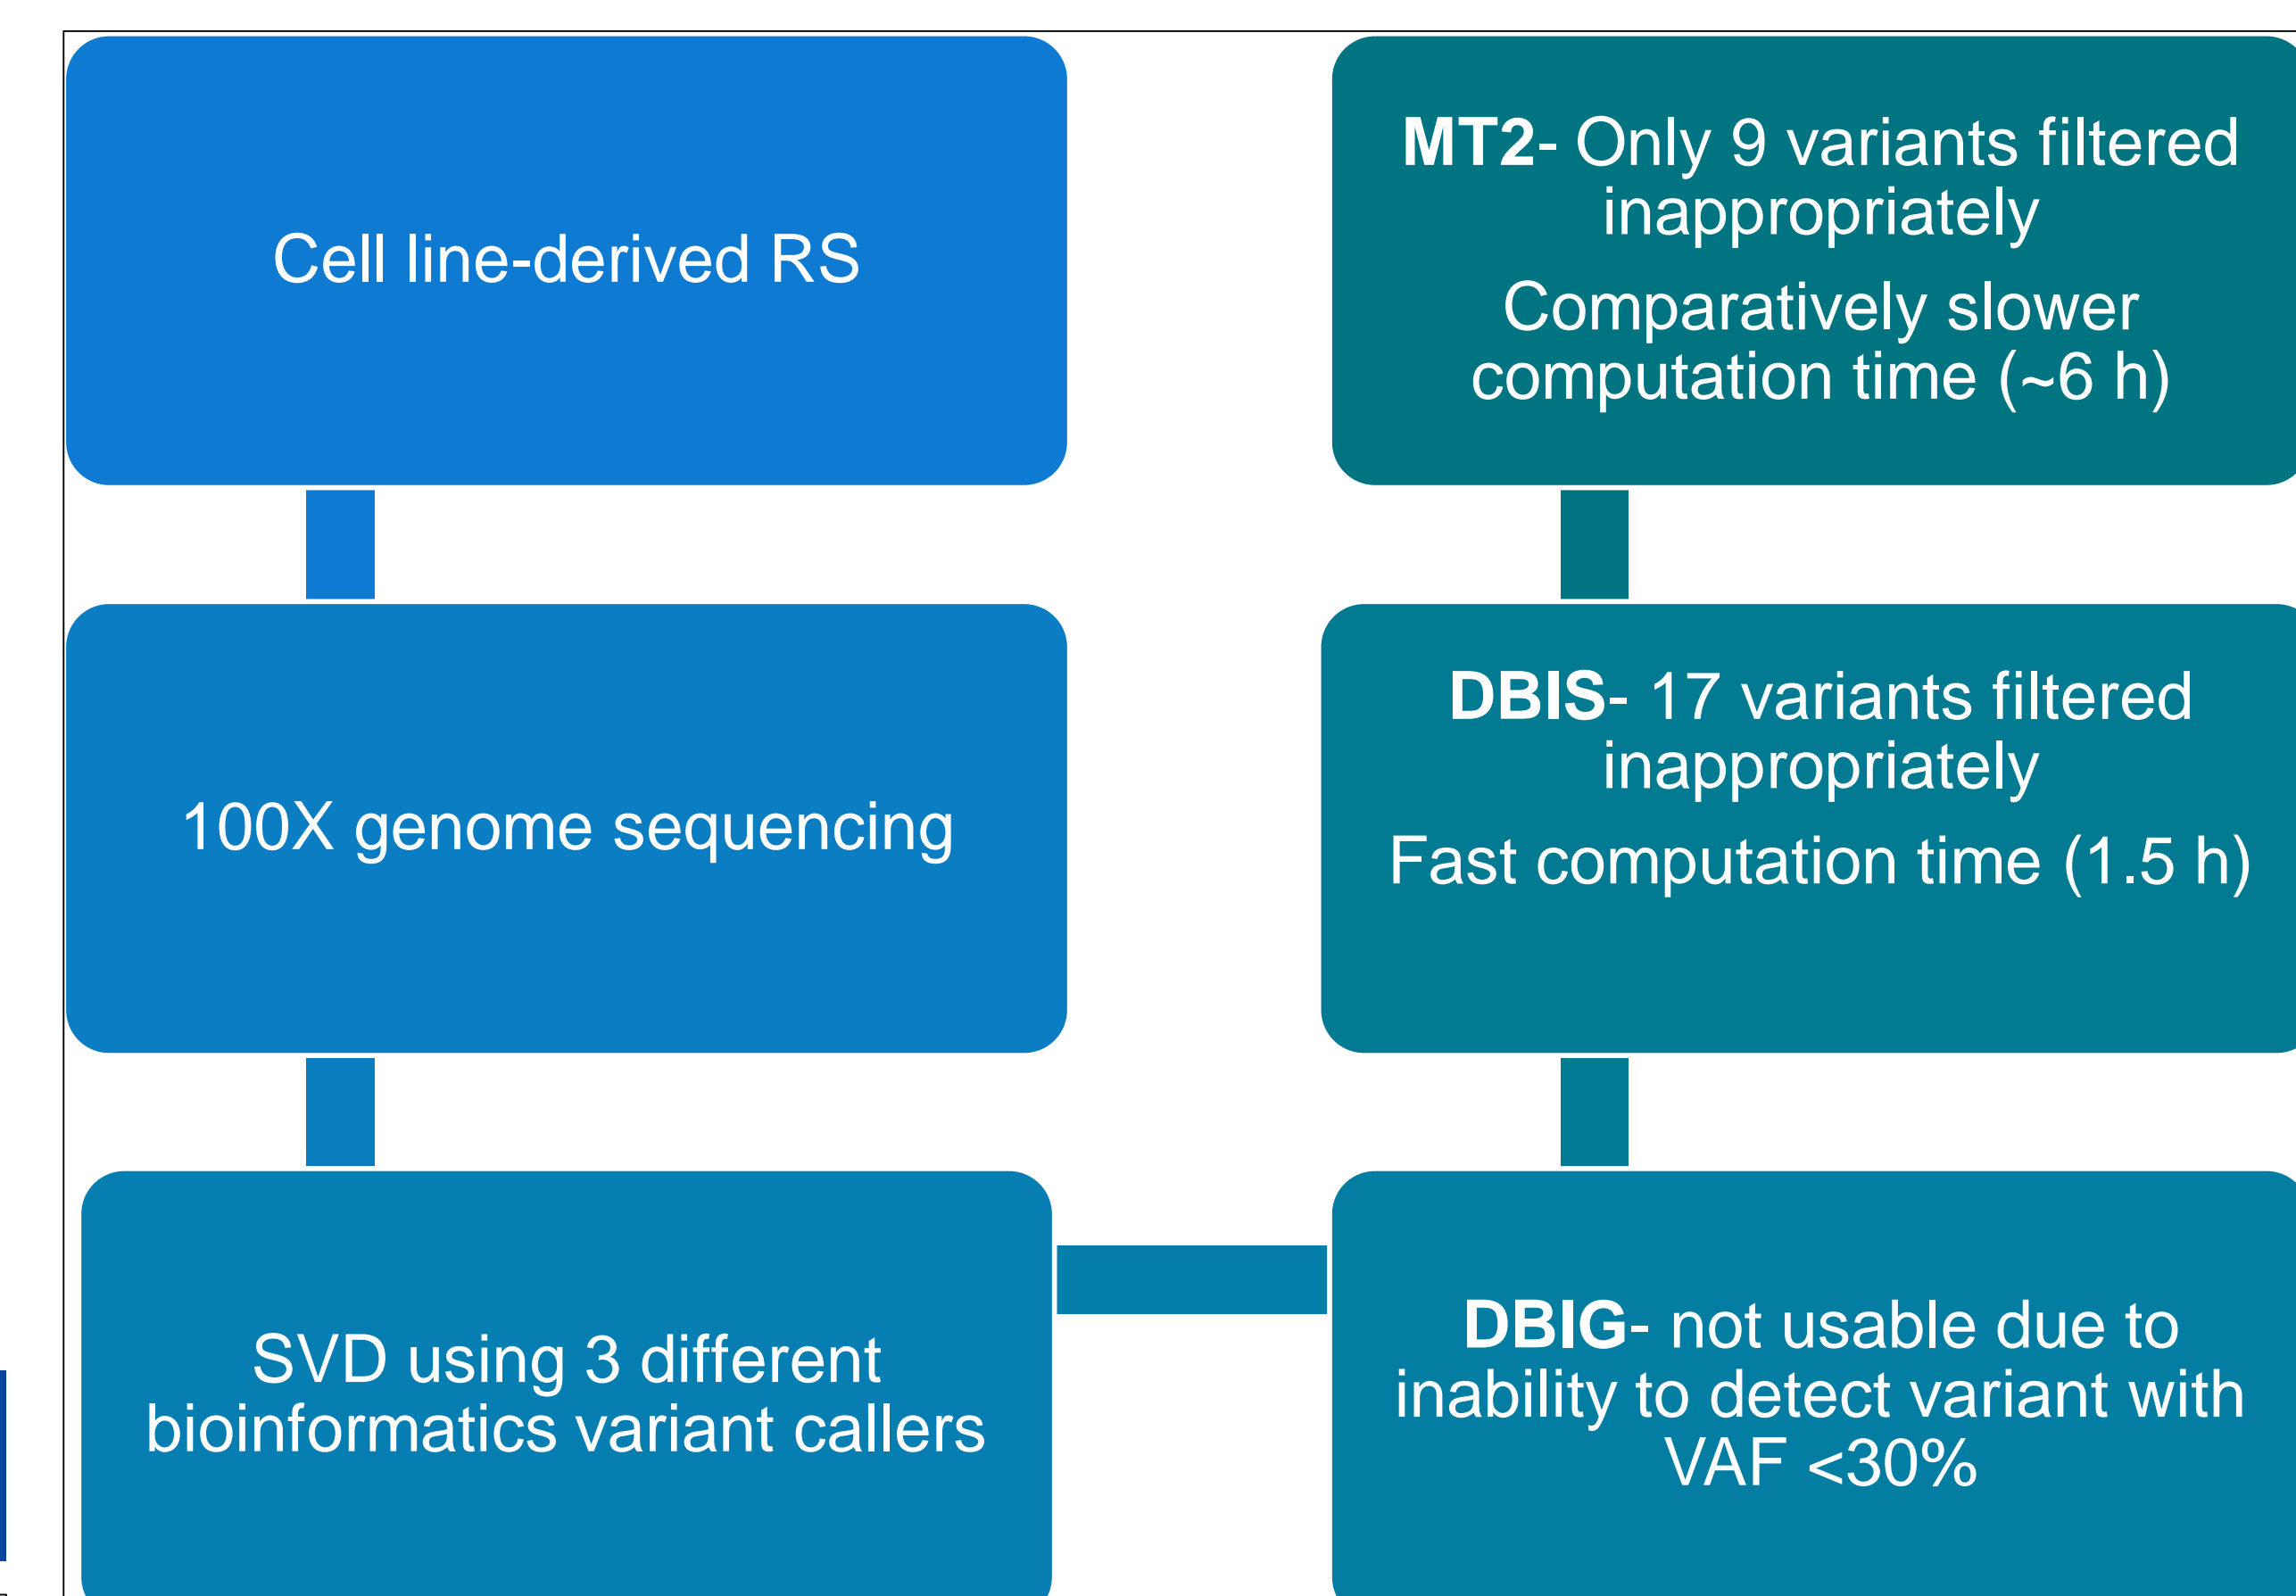 Cell line-derived RS
100X genome sequencing
SVD using 3 different
bioinformatics variant callers
MT2- Only 9 variants filtered
inappropriately
Comparatively slower
computation time (~6 h)
DBIS- 17 variants filtered
inappropriately
Fast computation time (1.5 h)
DBIG- not usable due to
inability to detect variant with
VAF <30%